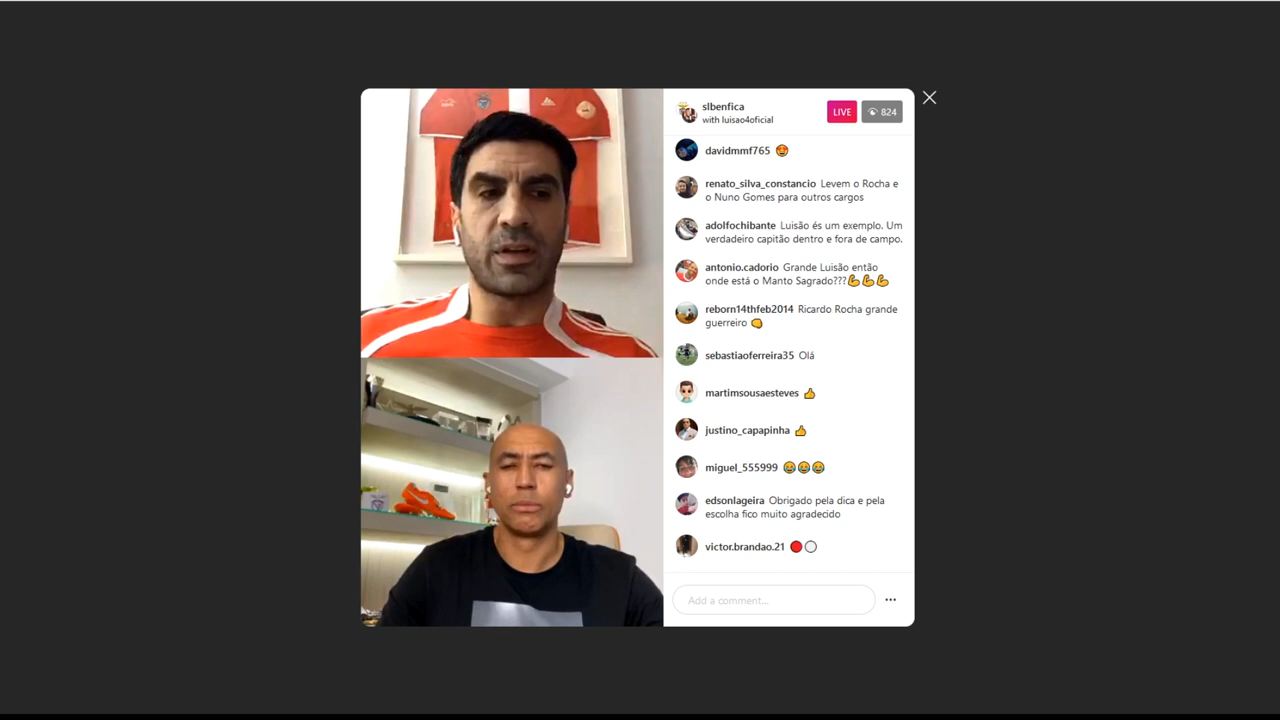 slbenfica
with luisao4oficial
LIVE
824
davidmmf765 😍
renato_silva_constancio Levem o Rocha e
o Nuno Gomes para outros cargos
adolfochibante Luisão és um exemplo. Um
verdadeiro capitão dentro e fora de campo.
antonio.cadorio Grande Luisão então
onde está o Manto Sagrado???💪💪💪
reborn14thfeb2014 Ricardo Rocha grande
guerreiro 👊
sebastiaoferreira35 Olá
martimsousaesteves 👍
justino_capapinha 👍
miguel_555999 😂😂😂
edsonlageira Obrigado pela dica e pela
escolha fico muito agradecido
victor.brandao.21 🔴⚪
Add a comment...